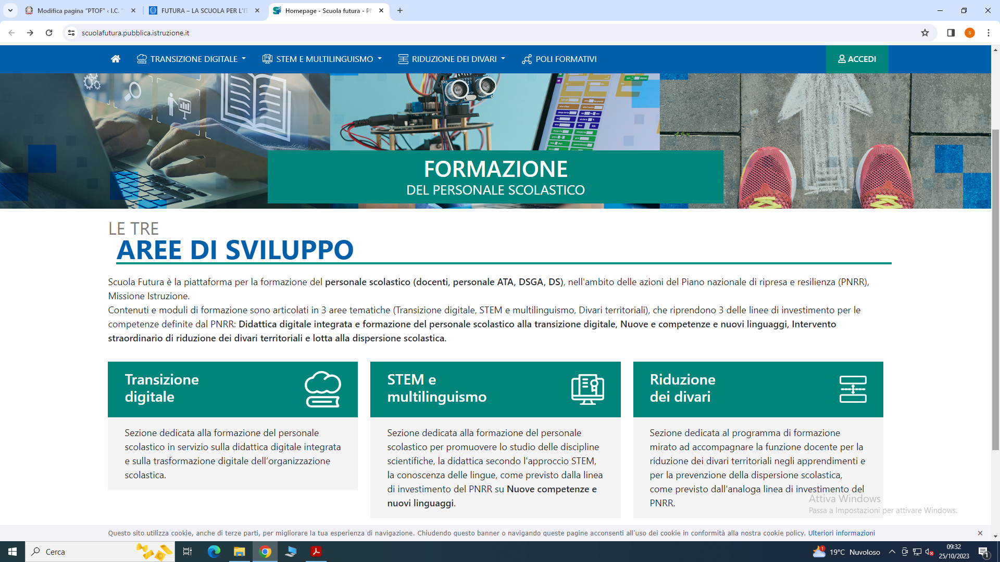 Modifica pagina “PTOF” ‹ I.C. "
FUTURA – LA SCUOLA PER L'IT
Homepage - Scuola futura - PN
scuolafutura.pubblica.istruzione.it
s
TRANSIZIONE DIGITALE
STEM E MULTILINGUISMO
RIDUZIONE DEI DIVARI
POLI FORMATIVI
ACCEDI
FORMAZIONE
DEL PERSONALE SCOLASTICO
LE TRE
AREE DI SVILUPPO
Scuola Futura è la piattaforma per la formazione del personale scolastico (docenti, personale ATA, DSGA, DS), nell'ambito delle azioni del Piano nazionale di ripresa e resilienza (PNRR),
Missione Istruzione.
Contenuti e moduli di formazione sono articolati in 3 aree tematiche (Transizione digitale, STEM e multilinguismo, Divari territoriali), che riprendono 3 delle linee di investimento per le
competenze definite dal PNRR: Didattica digitale integrata e formazione del personale scolastico alla transizione digitale, Nuove e competenze e nuovi linguaggi, Intervento
straordinario di riduzione dei divari territoriali e lotta alla dispersione scolastica.
Transizione
digitale
Sezione dedicata alla formazione del personale
scolastico in servizio sulla didattica digitale integrata
e sulla trasformazione digitale dell’organizzazione
scolastica.
STEM e
multilinguismo
Sezione dedicata alla formazione del personale
scolastico per promuovere lo studio delle discipline
scientifiche, la didattica secondo l'approccio STEM,
la conoscenza delle lingue, come previsto dalla linea
di investimento del PNRR su Nuove competenze e
nuovi linguaggi.
Riduzione
dei divari
Sezione dedicata al programma di formazione
mirato ad accompagnare la funzione docente per la
riduzione dei divari territoriali negli apprendimenti e
per la prevenzione della dispersione scolastica,
come previsto dall'analoga linea di investimento del
PNRR.
Attiva Windows
Passa a Impostazioni per attivare Windows.
Questo sito utilizza cookie, anche di terze parti, per migliorare la tua esperienza di navigazione. Chiudendo questo banner o navigando queste pagine acconsenti all'uso dei cookie in conformità alla nostra cookie policy. Ulteriori informazioni
Cerca
1
19°C Nuvoloso
09:32
25/10/2023
1